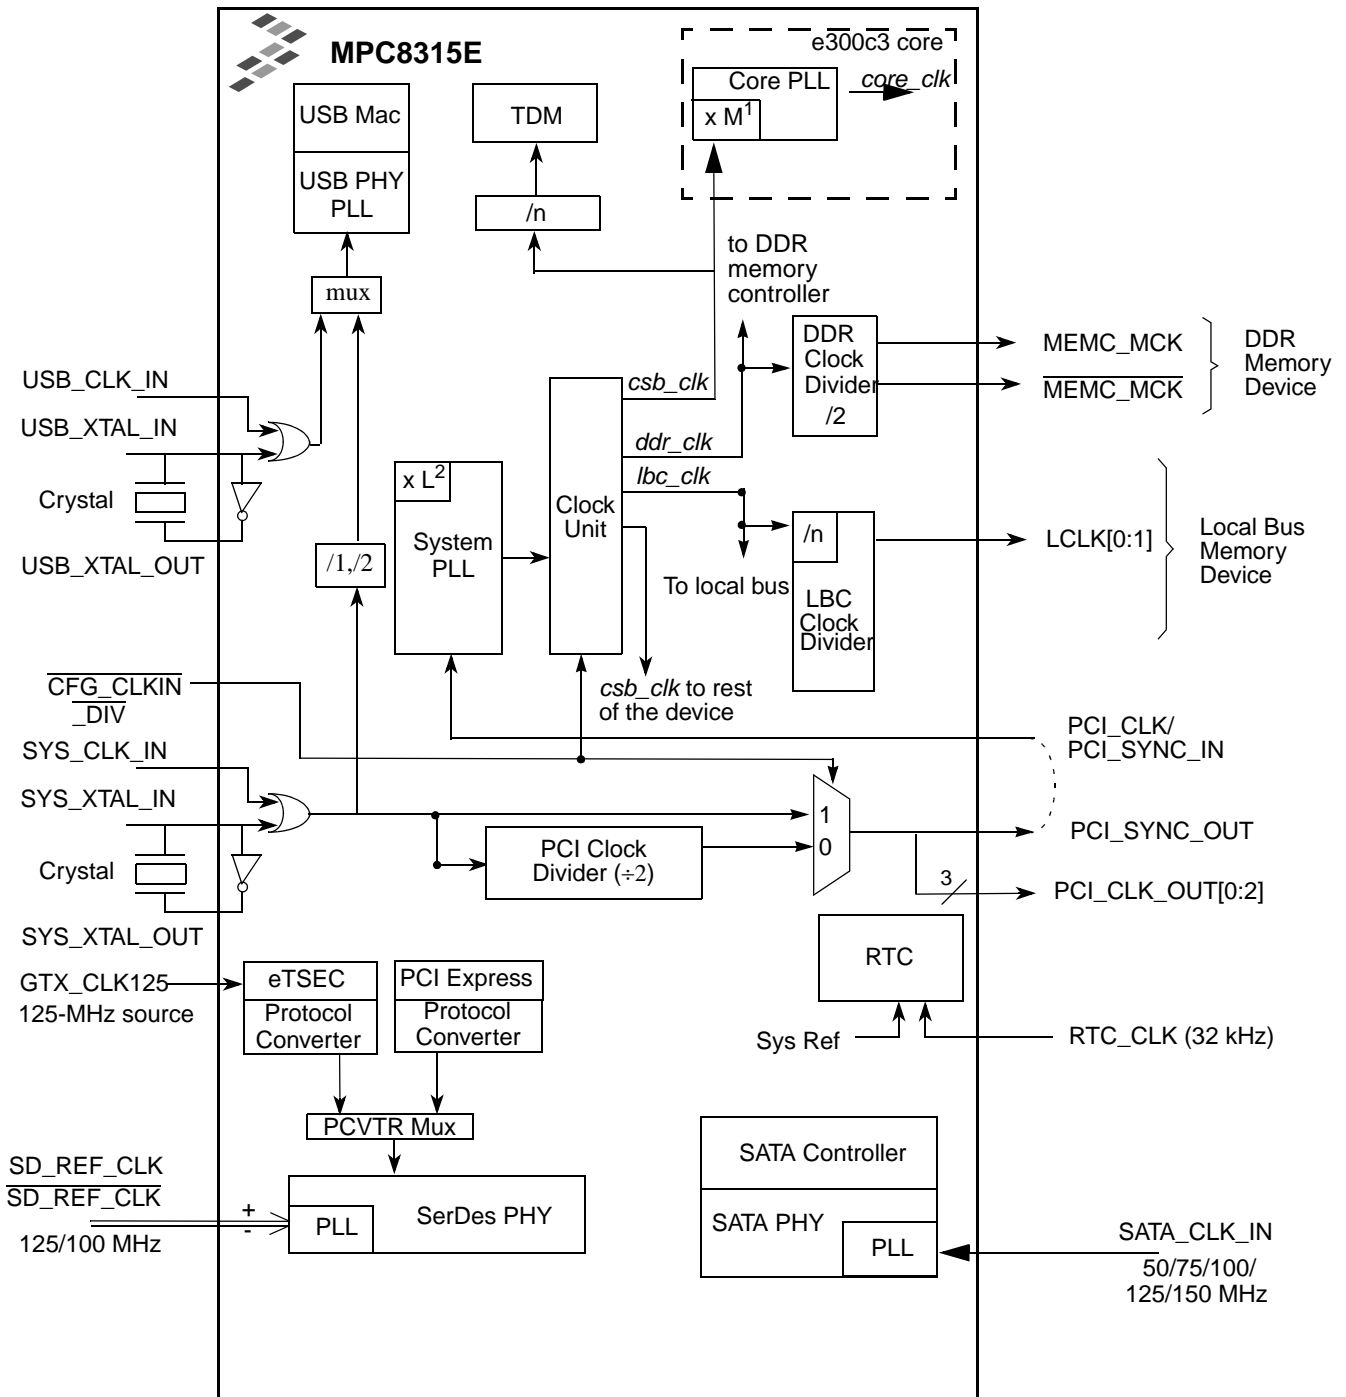 MPC8315E
e300c3 core
Core PLL
core_clk
x M1
USB Mac
USB PHY
PLL
TDM
/n
mux
to DDR
memory
controller
DDR
Clock
Divider
/2
MEMC_MCK
MEMC_MCK
DDR
Memory
Device
USB_CLK_IN
USB_XTAL_IN
Crystal
USB_XTAL_OUT
/1,/2
x L2
System
PLL
Clock
Unit
csb_clk
ddr_clk
lbc_clk
/n
LBC
Clock
Divider
To local bus
LCLK[0:1]
Local Bus
Memory
Device
csb_clk to rest
of the device
CFG_CLKIN
_DIV
SYS_CLK_IN
SYS_XTAL_IN
Crystal
SYS_XTAL_OUT
PCI_CLK/
PCI_SYNC_IN
1
0
PCI Clock
Divider (÷2)
PCI_SYNC_OUT
3
PCI_CLK_OUT[0:2]
GTX_CLK125
125-MHz source
eTSEC
Protocol
Converter
PCI Express
Protocol
Converter
RTC
Sys Ref
RTC_CLK (32 kHz)
PCVTR Mux
SD_REF_CLK
SD_REF_CLK
+
-
125/100 MHz
PLL
SerDes PHY
SATA Controller
SATA PHY
PLL
SATA_CLK_IN
50/75/100/
125/150 MHz